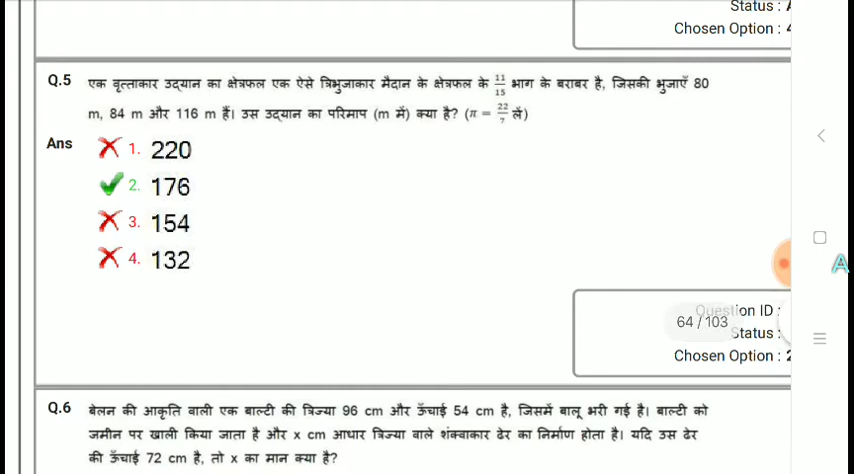 Status :
Chosen Option :
Q.5 एक वृत्ताकार उद्यान का क्षेत्रफल एक ऐसे त्रिभुजाकार मैदान के क्षेत्रफल के 11/15 भाग के बराबर है, जिसकी भुजाएँ 80
m, 84 m और 116 m हैं। उस उद्यान का परिमाप (m में) क्या है? (π = 22/7 लें)
Ans 1. 220
2. 176
3. 154
4. 132
Question ID :
64 / 103
Status :
Chosen Option : 2
Q.6 बेलन की आकृति वाली एक बाल्टी की त्रिज्या 96 cm और ऊँचाई 54 cm है, जिसमें बालू भरी गई है। बाल्टी को
जमीन पर खाली किया जाता है और x cm आधार त्रिज्या वाले शंक्वाकार ढेर का निर्माण होता है। यदि उस ढेर
की ऊँचाई 72 cm है, तो x का मान क्या है?
A